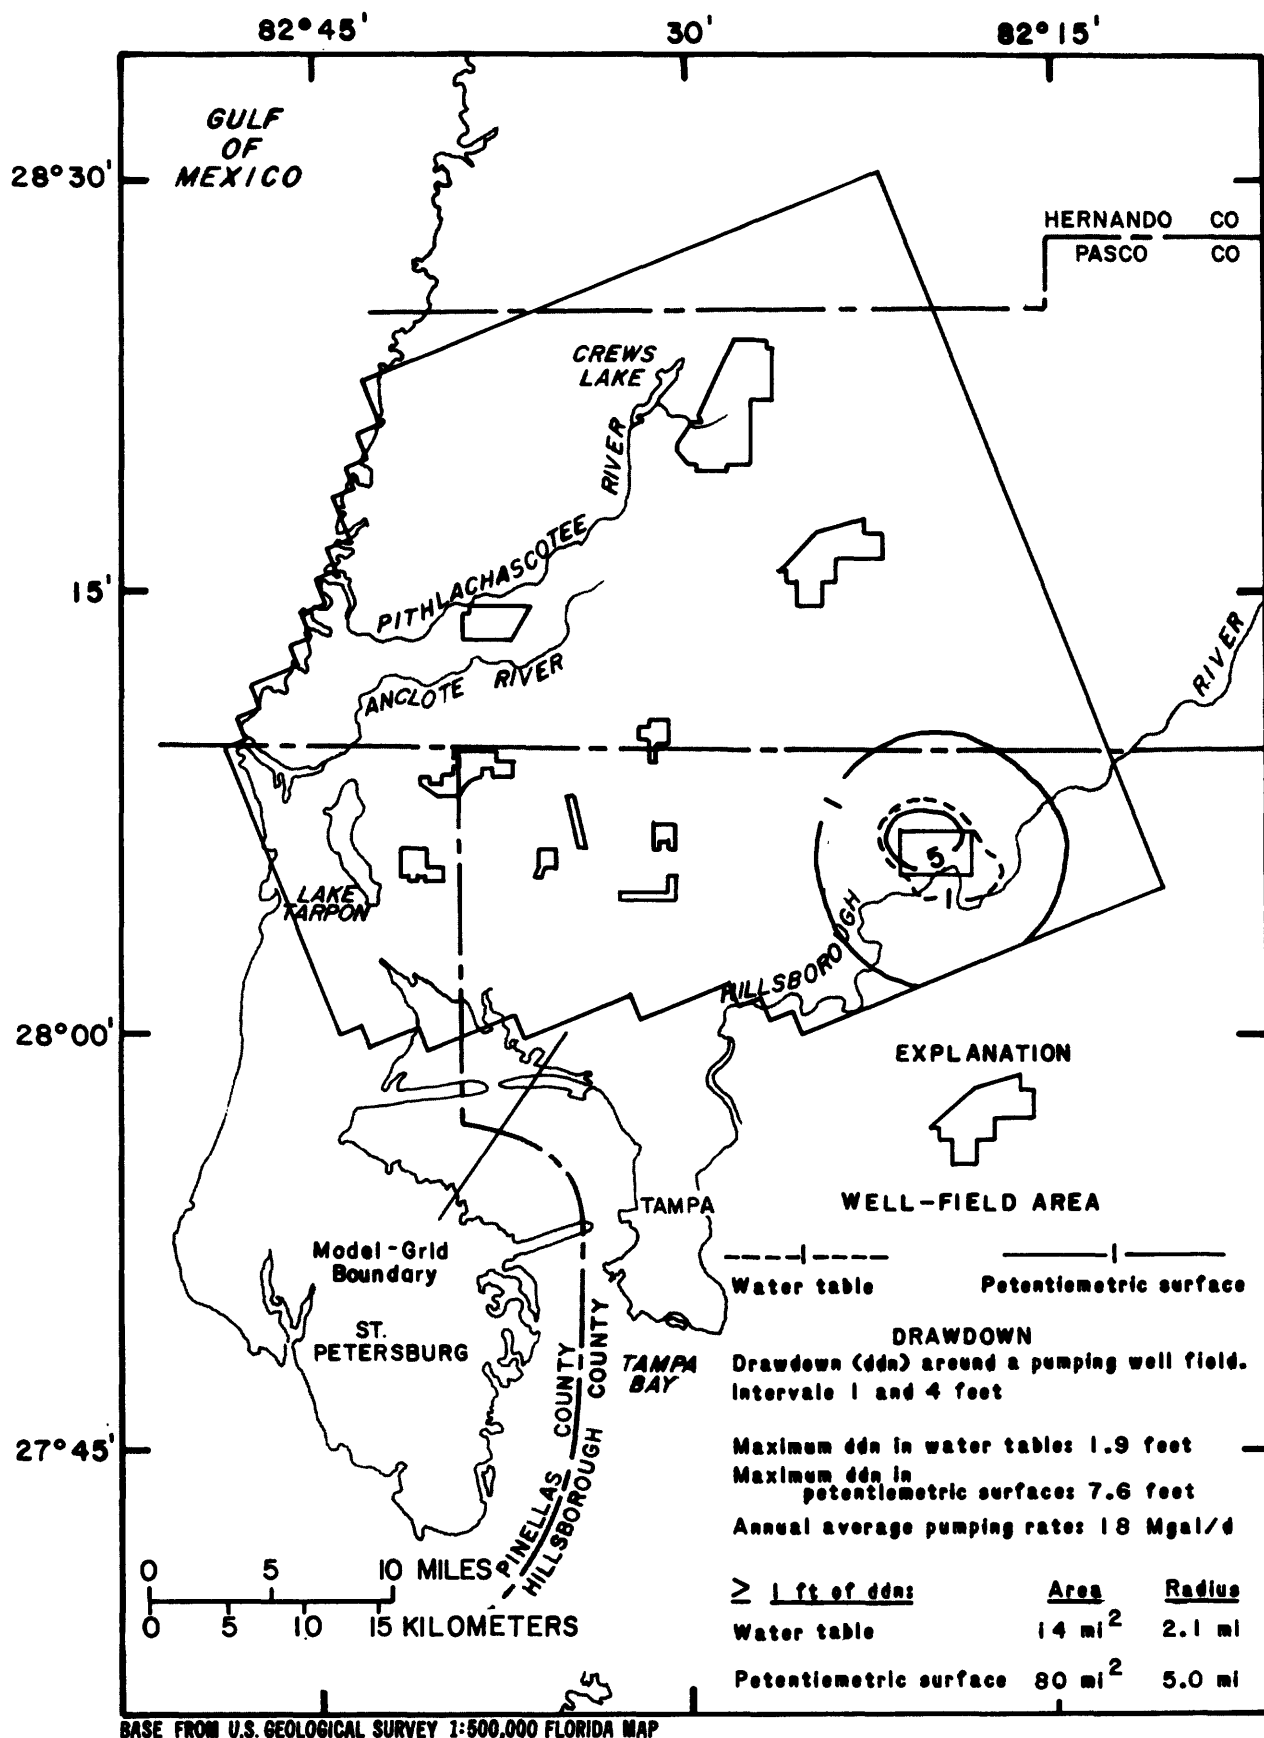 82°45'
30'
82°15'
GULF
OF
MEXICO
28°30'
HERNANDO CO
PASCO CO
CREWS
LAKE
RIVER
PITHLACHASCOTEE
15'
RIVER
ANCLOTE RIVER
5
1
LAKE
TARPON
HILLSBOROUGH
28°00'
EXPLANATION
WELL-FIELD AREA
TAMPA
1
1
Water table
Potentiemetric surface
Model-Grid
Boundary
ST.
PETERSBURG
TAMPA
BAY
PINELLAS COUNTY
HILLSBOROUGH COUNTY
DRAWDOWN
Drawdown (ddn) around a pumping well field.
Intervale 1 and 4 feet
27°45'
Maximum ddn in water table: 1.9 feet
Maximum ddn in
potentiemetric surface: 7.6 feet
Annual average pumping rate: 18 Mgal/d
0 5 10 MILES
0 5 10 15 KILOMETERS
≥ 1 ft of ddn: Area Radius
Water table 14 mi² 2.1 mi
Potentiemetric surface 80 mi² 5.0 mi
BASE FROM U.S. GEOLOGICAL SURVEY 1:500,000 FLORIDA MAP